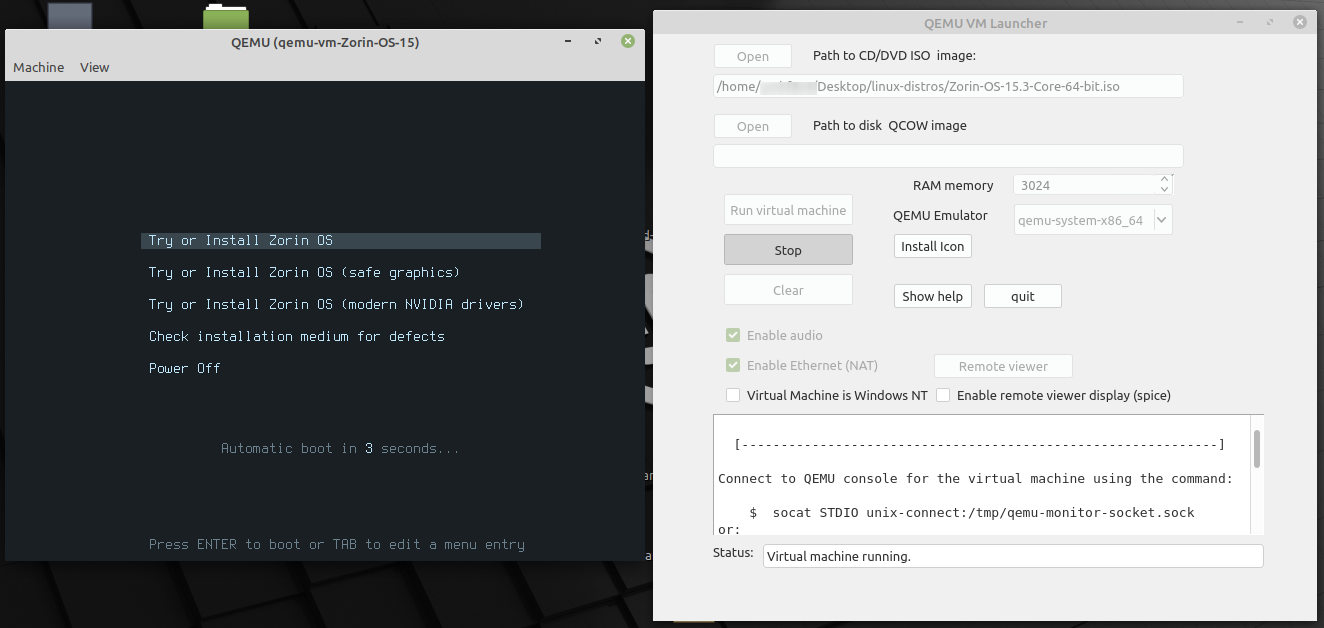 QEMU (qemu-vm-Zorin-OS-15)
Machine View
Try or Install Zorin OS
Try or Install Zorin OS (safe graphics)
Try or Install Zorin OS (modern NVIDIA drivers)
Check installation medium for defects
Power Off
Automatic boot in 3 seconds...
Press ENTER to boot or TAB to edit a menu entry
QEMU VM Launcher
Open Path to CD/DVD ISO image:
/home/ /Desktop/linux-distros/Zorin-OS-15.3-Core-64-bit.iso
Open Path to disk QCOW image
RAM memory 3024
Run virtual machine
QEMU Emulator qemu-system-x86_64
Stop Install Icon
Clear Show help quit
Enable audio
Enable Ethernet (NAT) Remote viewer
Virtual Machine is Windows NT Enable remote viewer display (spice)
[-------------------------------------------------------------]
Connect to QEMU console for the virtual machine using the command:
$ socat STDIO unix-connect:/tmp/qemu-monitor-socket.sock
or:
Status: Virtual machine running.